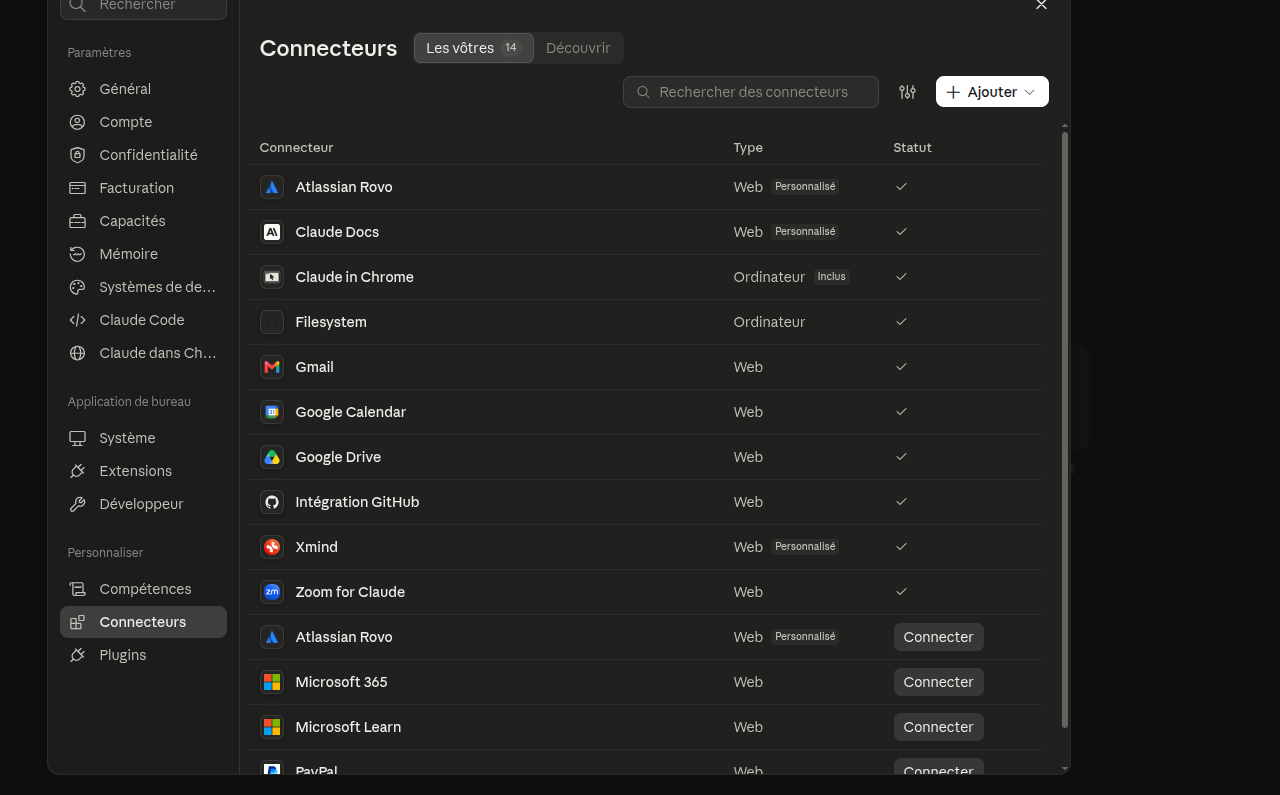 Rechercher
Paramètres
Général
Compte
Confidentialité
Facturation
Capacités
Mémoire
Systèmes de de...
Claude Code
Claude dans Ch...
Application de bureau
Système
Extensions
Développeur
Personnaliser
Compétences
Connecteurs
Plugins
Connecteurs Les vôtres 14 Découvrir
Rechercher des connecteurs Ajouter
Connecteur Type Statut
Atlassian Rovo Web Personnalisé
Claude Docs Web Personnalisé
Claude in Chrome Ordinateur Inclus
Filesystem Ordinateur
Gmail Web
Google Calendar Web
Google Drive Web
Intégration GitHub Web
Xmind Web Personnalisé
zm Zoom for Claude Web
Atlassian Rovo Web Personnalisé Connecter
Microsoft 365 Web Connecter
Microsoft Learn Web Connecter
PayPal Web Connecter